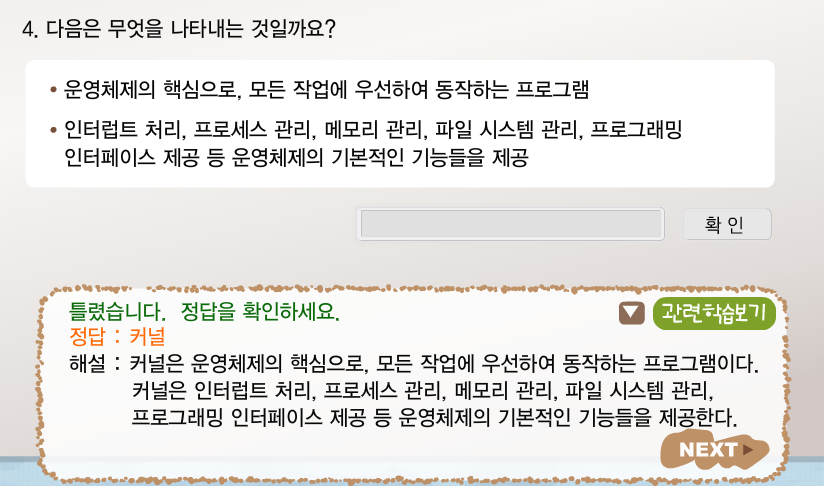 4. 다음은 무엇을 나타내는 것일까요?
• 운영체제의 핵심으로, 모든 작업에 우선하여 동작하는 프로그램
• 인터럽트 처리, 프로세스 관리, 메모리 관리, 파일 시스템 관리, 프로그래밍
인터페이스 제공 등 운영체제의 기본적인 기능들을 제공
확 인
틀렸습니다. 정답을 확인하세요.
관련학습보기
정답 : 커널
해설 : 커널은 운영체제의 핵심으로, 모든 작업에 우선하여 동작하는 프로그램이다.
커널은 인터럽트 처리, 프로세스 관리, 메모리 관리, 파일 시스템 관리,
프로그래밍 인터페이스 제공 등 운영체제의 기본적인 기능들을 제공한다.
NEXT